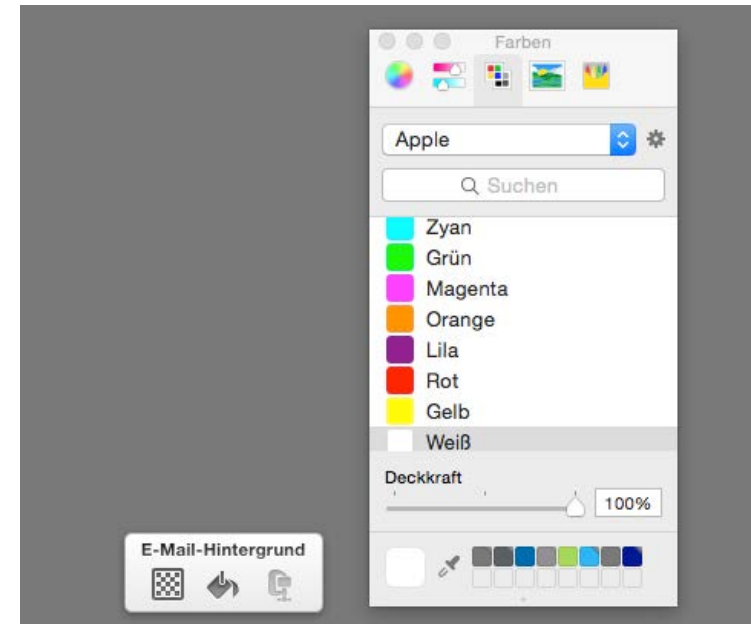 Farben
Apple
Suchen
Zyan
Grün
Magenta
Orange
Lila
Rot
Gelb
Weiß
Deckkraft
100%
E-Mail-Hintergrund